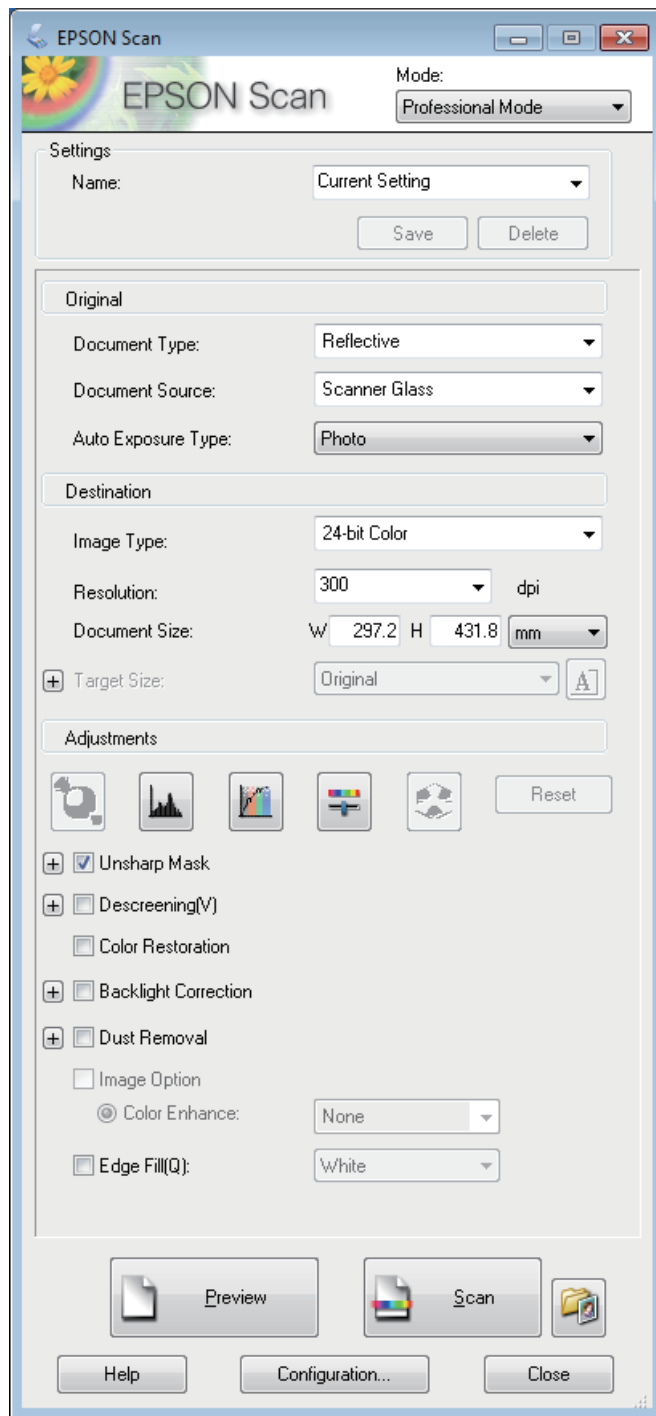 EPSON Scan
EPSON Scan
Mode:
Professional Mode
Settings
Name: Current Setting
Save Delete
Original
Document Type: Reflective
Document Source: Scanner Glass
Auto Exposure Type: Photo
Destination
Image Type: 24-bit Color
Resolution: 300 dpi
Document Size: W 297.2 H 431.8 mm
Target Size: Original A
Adjustments
Reset
Unsharp Mask
Descreening(V)
Color Restoration
Backlight Correction
Dust Removal
Image Option
Color Enhance: None
Edge Fill(Q): White
Preview Scan
Help Configuration... Close